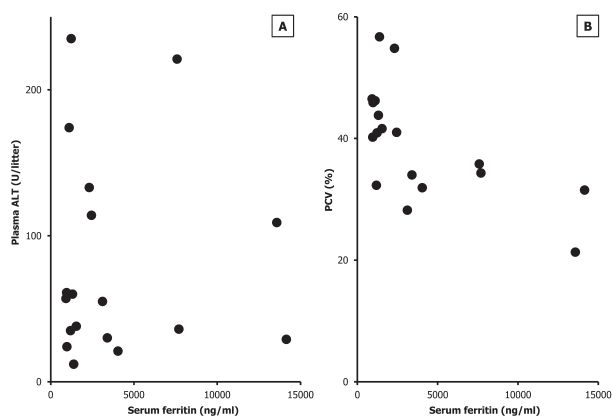 A
B
Plasma ALT (U/litter)
200
100
0
0
5000
10000
15000
Serum ferritin (ng/ml)
PCV (%)
60
40
20
0
0
5000
10000
15000
Serum ferritin (ng/ml)